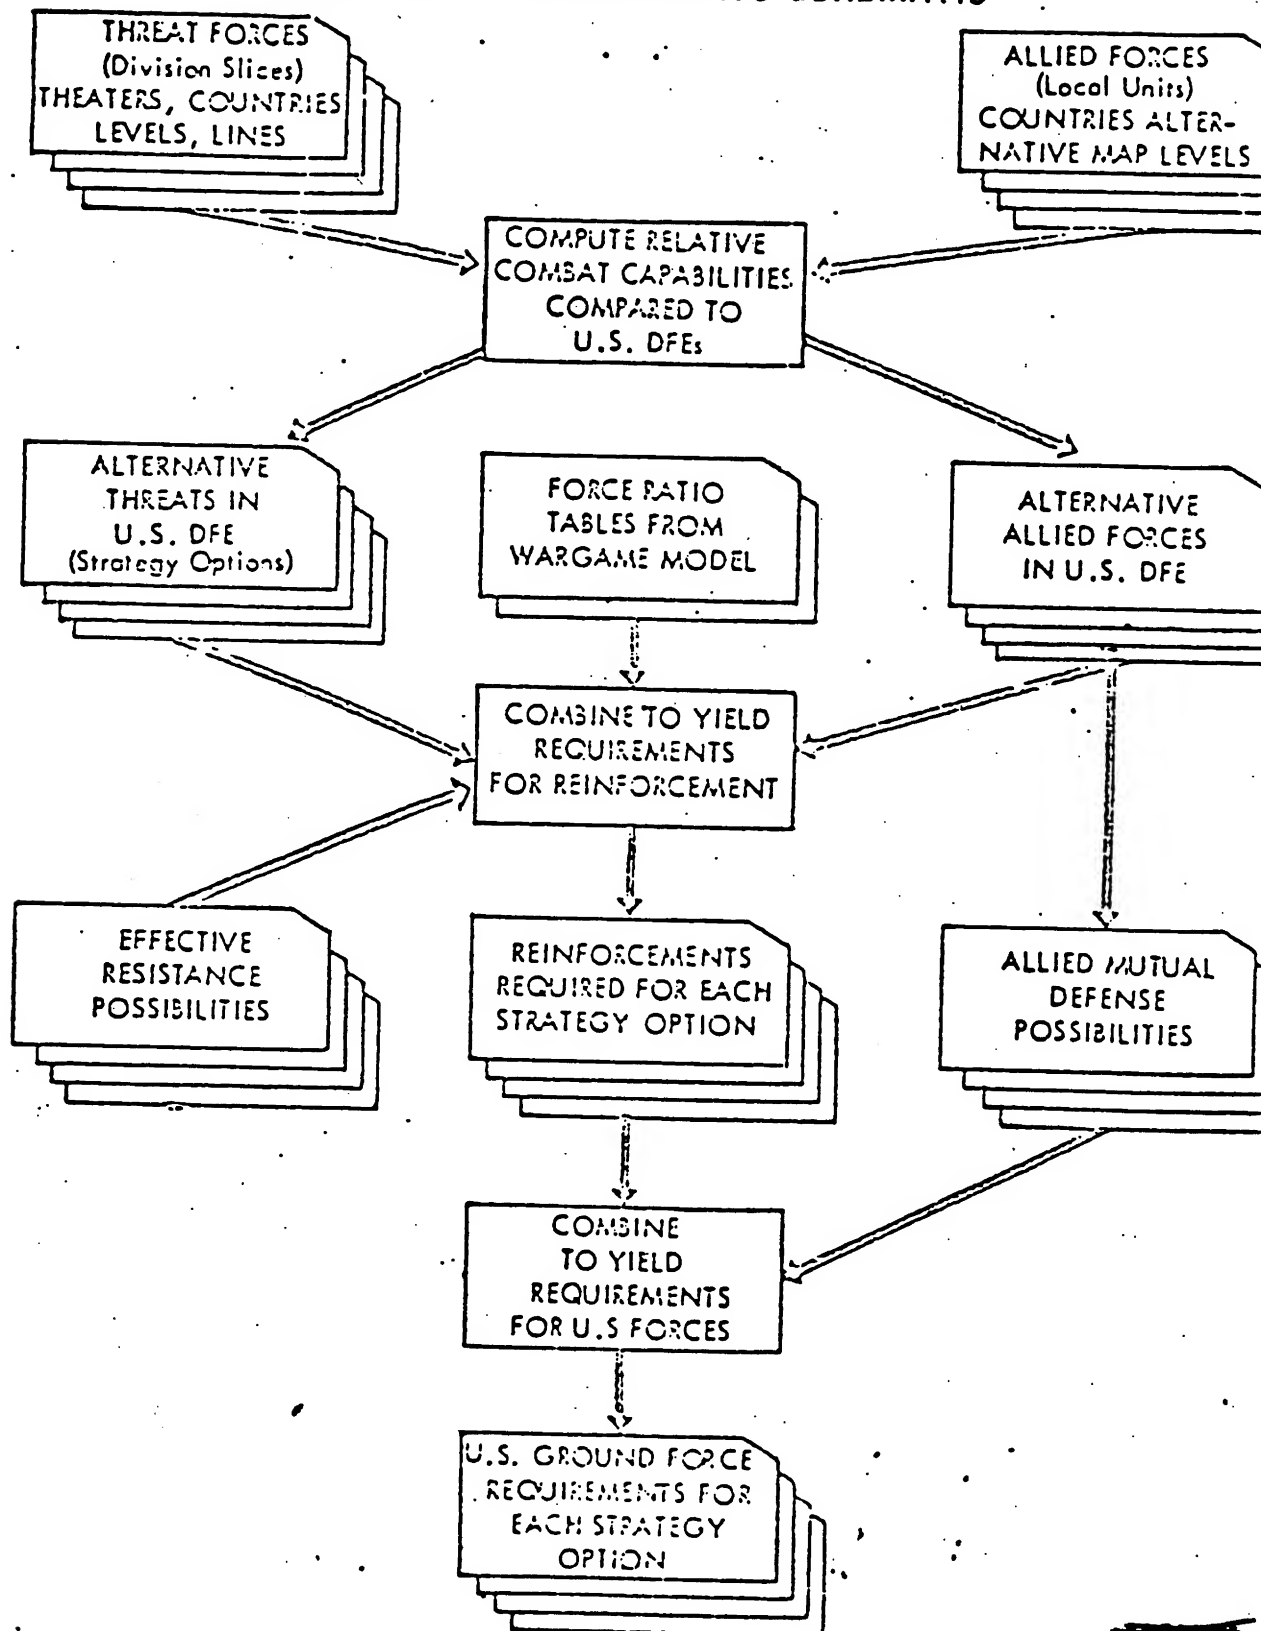 THREAT FORCES
(Division Slices)
THEATERS, COUNTRIES
LEVELS, LINES
ALLIED FORCES
(Local Units)
COUNTRIES ALTER-
NATIVE MAP LEVELS
COMPUTE RELATIVE
COMBAT CAPABILITIES
COMPARED TO
U.S. DFEs
ALTERNATIVE
THREATS IN
U.S. DFE
(Strategy Options)
FORCE RATIO
TABLES FROM
WARGAME MODEL
ALTERNATIVE
ALLIED FORCES
IN U.S. DFE
COMBINE TO YIELD
REQUIREMENTS
FOR REINFORCEMENT
EFFECTIVE
RESISTANCE
POSSIBILITIES
REINFORCEMENTS
REQUIRED FOR EACH
STRATEGY OPTION
ALLIED MUTUAL
DEFENSE
POSSIBILITIES
COMBINE
TO YIELD
REQUIREMENTS
FOR U.S FORCES
U.S. GROUND FORCE
REQUIREMENTS FOR
EACH STRATEGY
OPTION